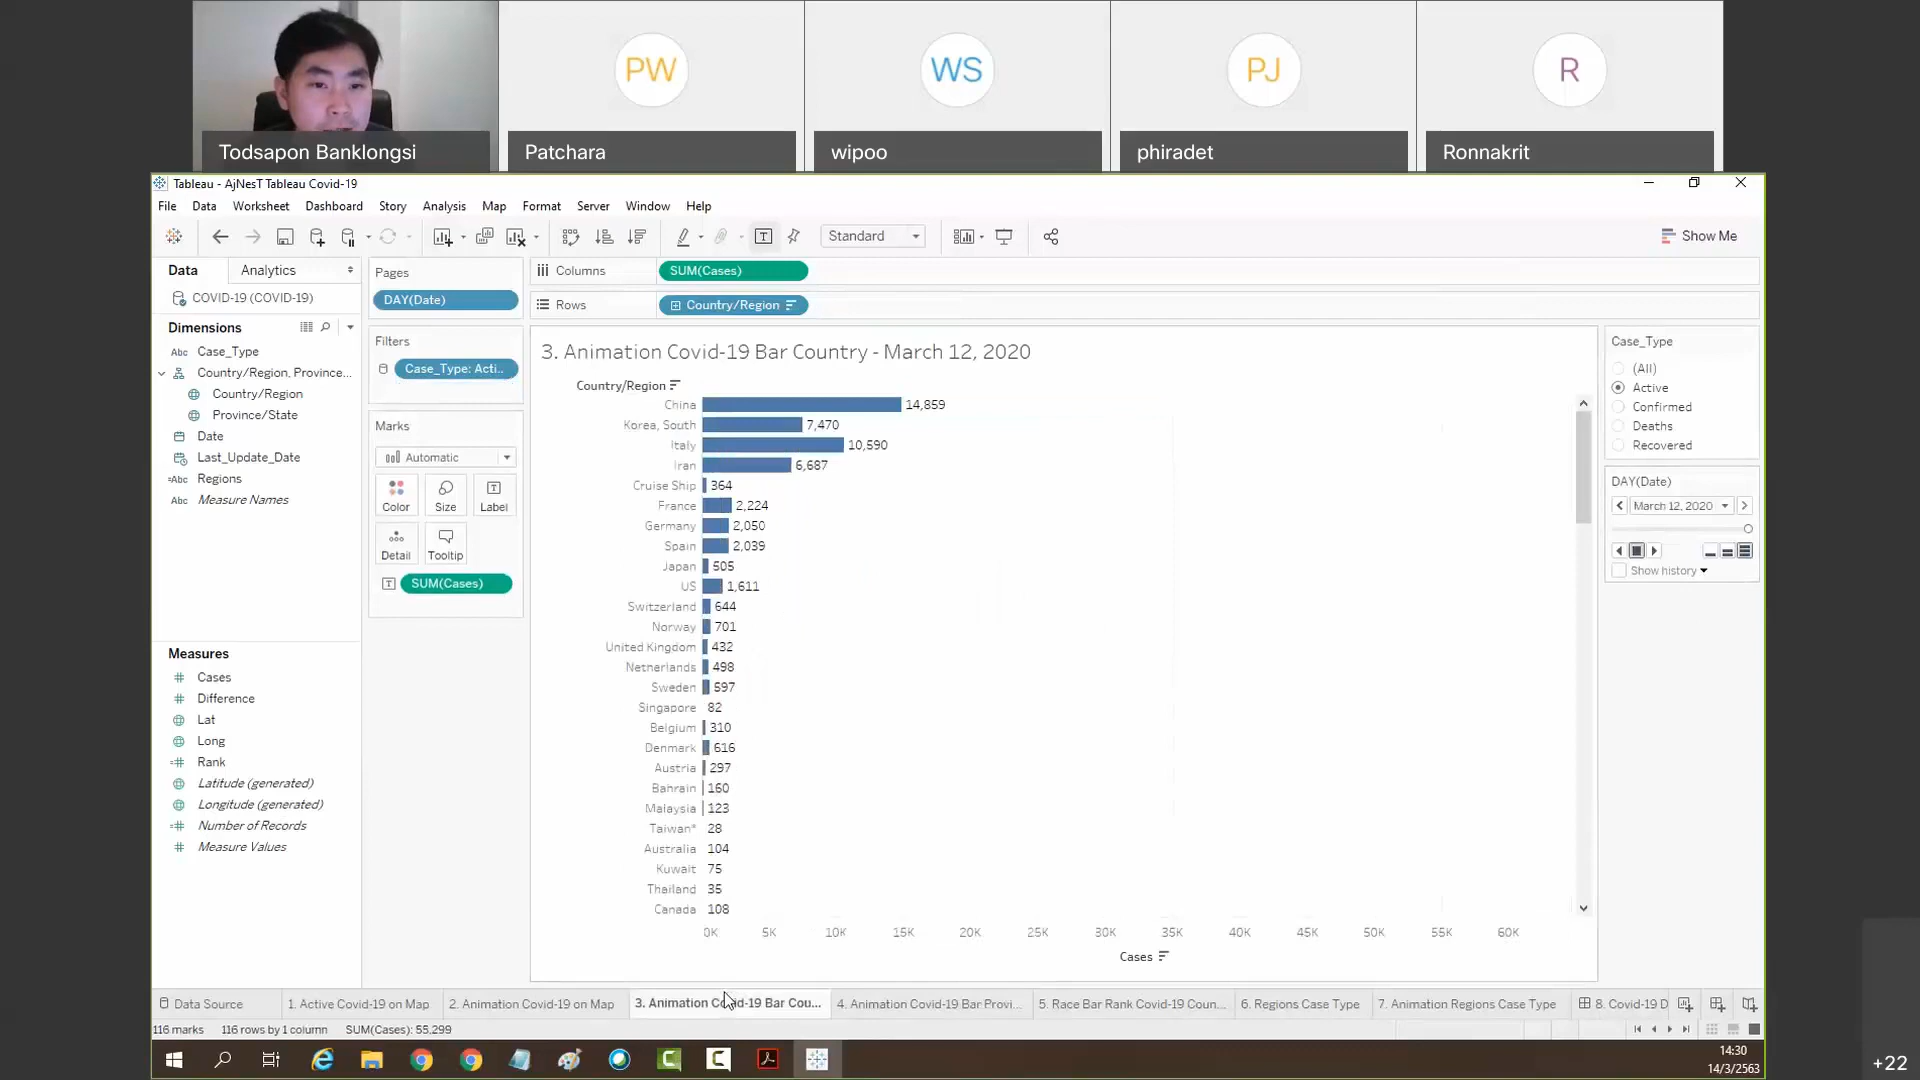 PW
WS
PJ
R
Todsapon Banklongsi
Patchara
wipoo
phiradet
Ronnakrit
Tableau - AjNesT Tableau Covid-19
File Data Worksheet Dashboard Story Analysis Map Format Server Window Help
Standard
Show Me
Data Analytics
COVID-19 (COVID-19)
Dimensions
Abc Case_Type
Country/Region, Province...
Country/Region
Province/State
Date
Last_Update_Date
=Abc Regions
Abc Measure Names
Measures
# Cases
# Difference
Lat
Long
=# Rank
Latitude (generated)
Longitude (generated)
=# Number of Records
# Measure Values
Pages
DAY(Date)
Filters
Case_Type: Acti..
Marks
Automatic
Color Size Label
Detail Tooltip
SUM(Cases)
Columns SUM(Cases)
Rows Country/Region
3. Animation Covid-19 Bar Country - March 12, 2020
Country/Region
China 14,859
Korea, South 7,470
Italy 10,590
Iran 6,687
Cruise Ship 364
France 2,224
Germany 2,050
Spain 2,039
Japan 505
US 1,611
Switzerland 644
Norway 701
United Kingdom 432
Netherlands 498
Sweden 597
Singapore 82
Belgium 310
Denmark 616
Austria 297
Bahrain 160
Malaysia 123
Taiwan* 28
Australia 104
Kuwait 75
Thailand 35
Canada 108
0K 5K 10K 15K 20K 25K 30K 35K 40K 45K 50K 55K 60K
Cases
Case_Type
(All)
Active
Confirmed
Deaths
Recovered
DAY(Date)
March 12, 2020
Show history
Data Source 1. Active Covid-19 on Map 2. Animation Covid-19 on Map 3. Animation Covid-19 Bar Cou... 4. Animation Covid-19 Bar Provi... 5. Race Bar Rank Covid-19 Coun... 6. Regions Case Type 7. Animation Regions Case Type 8. Covid-19 D
116 marks 116 rows by 1 column SUM(Cases): 55,299
14:30
14/3/2563
+22